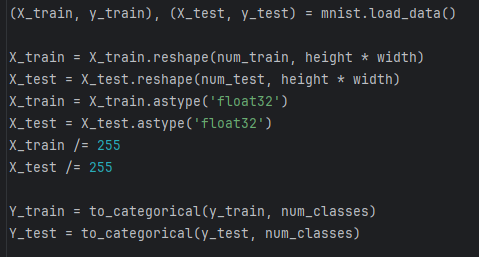 (X_train, y_train), (X_test, y_test) = mnist.load_data()
X_train = X_train.reshape(num_train, height * width)
X_test = X_test.reshape(num_test, height * width)
X_train = X_train.astype('float32')
X_test = X_test.astype('float32')
X_train /= 255
X_test /= 255
Y_train = to_categorical(y_train, num_classes)
Y_test = to_categorical(y_test, num_classes)